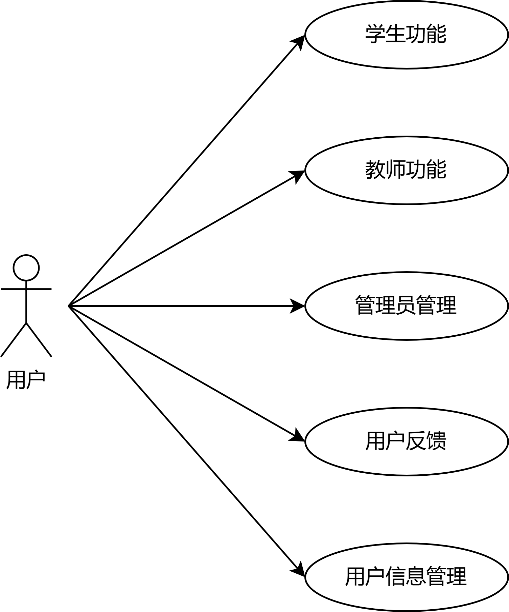 学生功能
教师功能
管理员管理
用户
用户反馈
用户信息管理